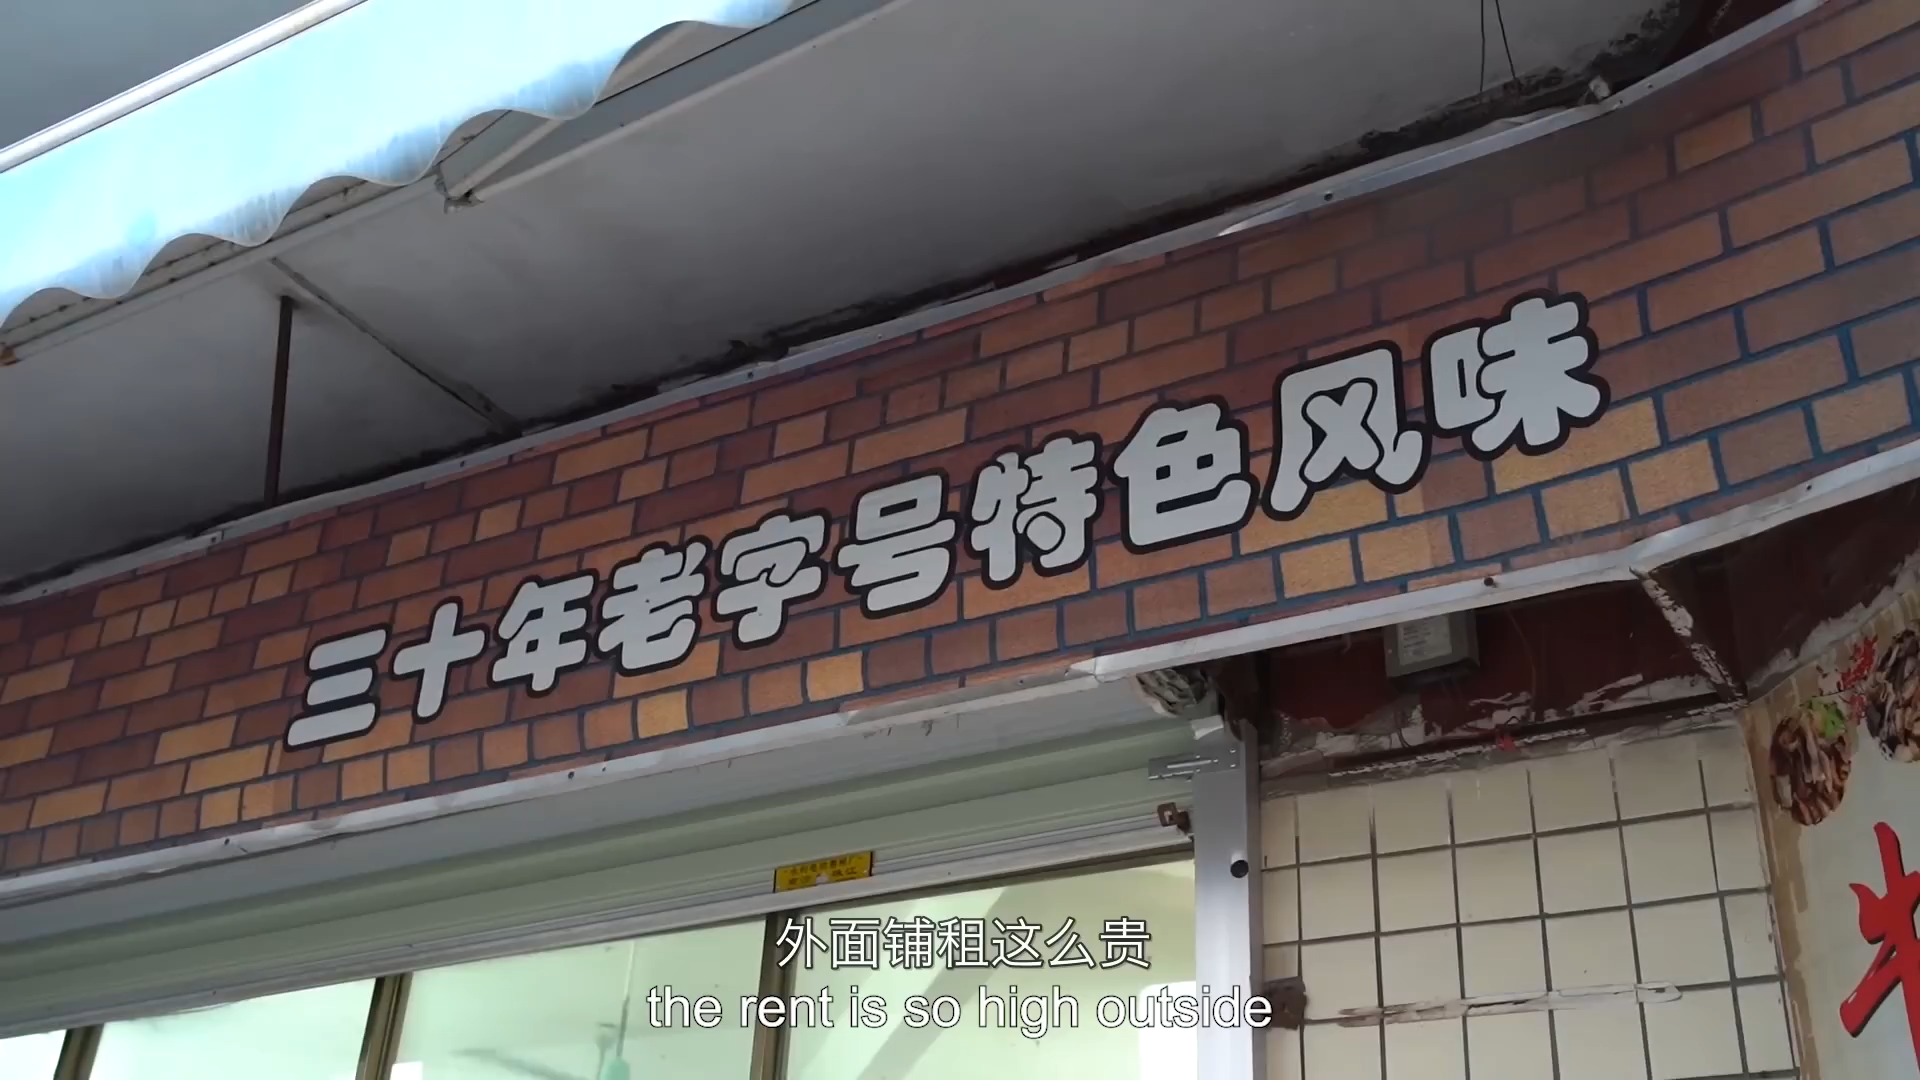 三十年老字号特色风味
外面铺租这么贵
the rent is so high outside